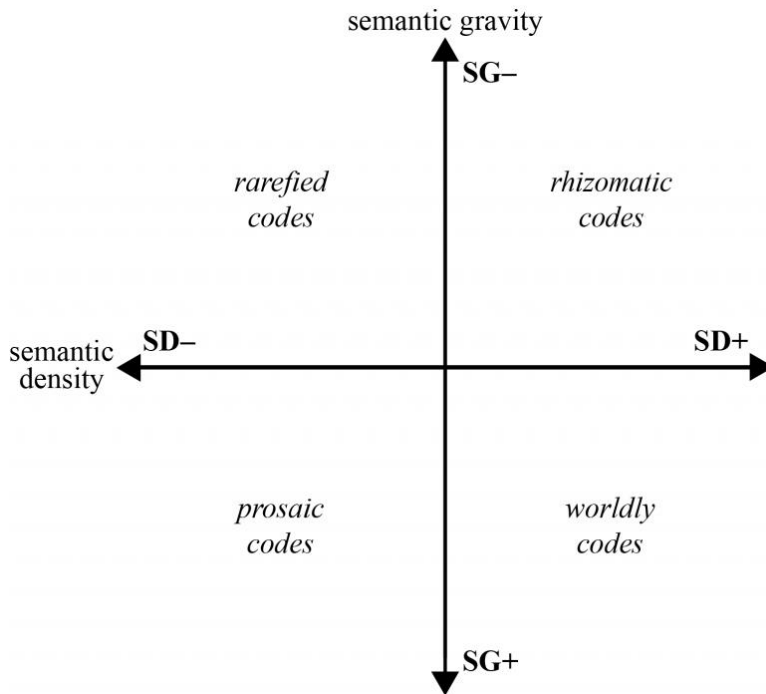 semantic gravity
SG–
rarefied
codes
rhizomatic
codes
SD–
SD+
semantic
density
prosaic
codes
worldly
codes
SG+